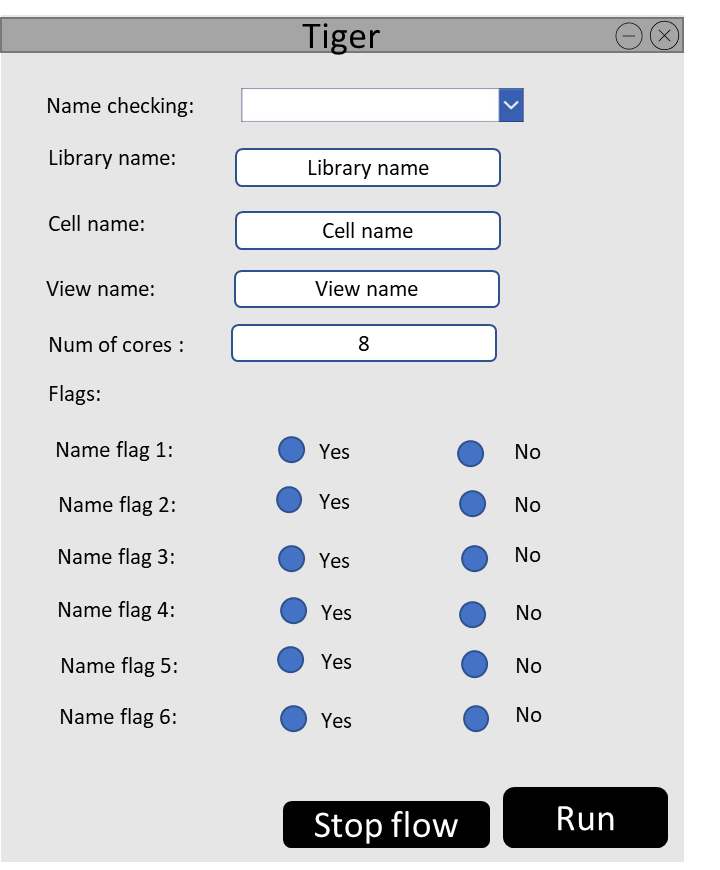 Tiger
Name checking:
Library name: Library name
Cell name: Cell name
View name: View name
Num of cores : 8
Flags:
Name flag 1: Yes No
Name flag 2: Yes No
Name flag 3: Yes No
Name flag 4: Yes No
Name flag 5: Yes No
Name flag 6: Yes No
Stop flow Run